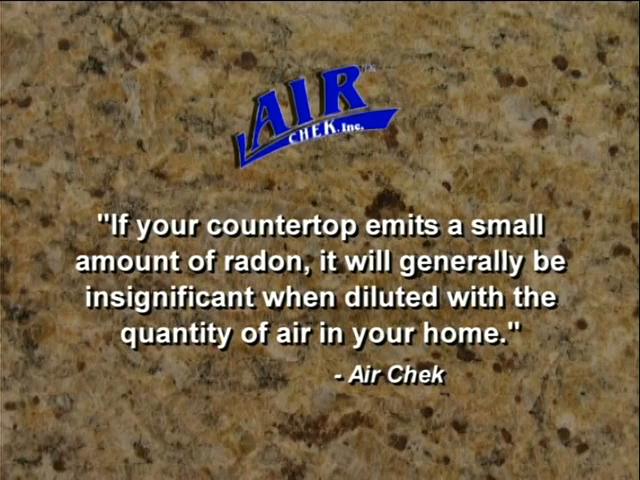 AIR
CHEK, Inc.
"If your countertop emits a small
amount of radon, it will generally be
insignificant when diluted with the
quantity of air in your home."
- Air Chek